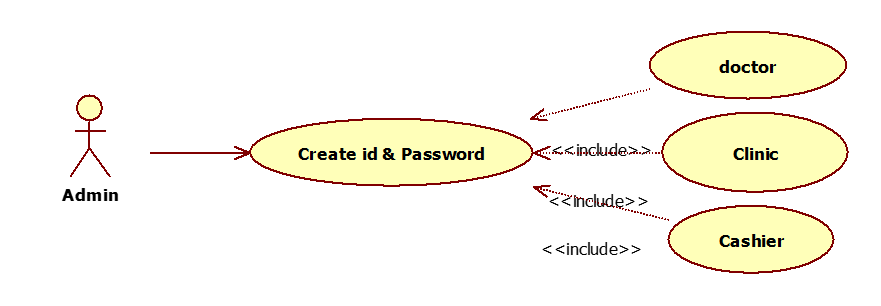 doctor
<<include>>
Clinic
Create id & Password
Admin
<<include>>
Cashier
<<include>>